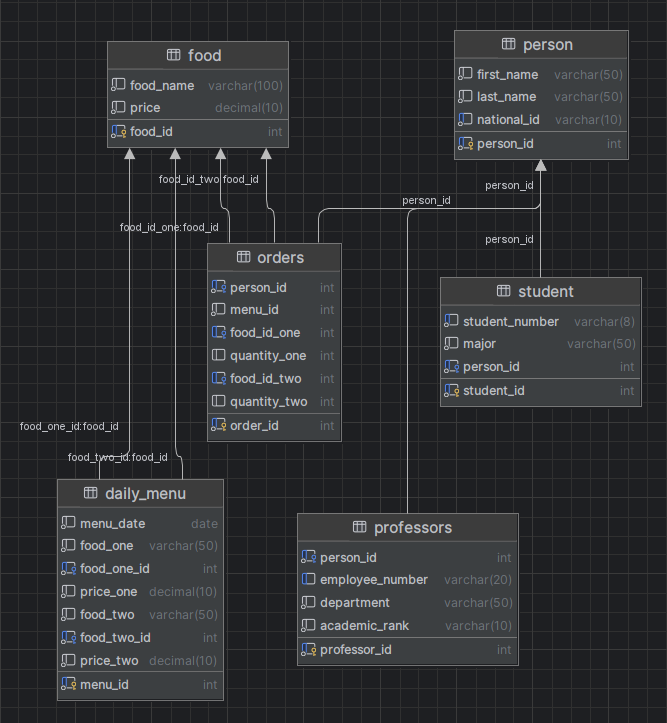 food
food_name varchar(100)
price decimal(10)
food_id int
person
first_name varchar(50)
last_name varchar(50)
national_id varchar(10)
person_id int
food_id_two:food_id
person_id
person_id
food_id_one:food_id
person_id
orders
person_id int
menu_id int
food_id_one int
quantity_one int
food_id_two int
quantity_two int
order_id int
student
student_number varchar(8)
major varchar(50)
person_id int
student_id int
food_one_id:food_id
food_two_id:food_id
daily_menu
menu_date date
food_one varchar(50)
food_one_id int
price_one decimal(10)
food_two varchar(50)
food_two_id int
price_two decimal(10)
menu_id int
professors
person_id int
employee_number varchar(20)
department varchar(50)
academic_rank varchar(10)
professor_id int